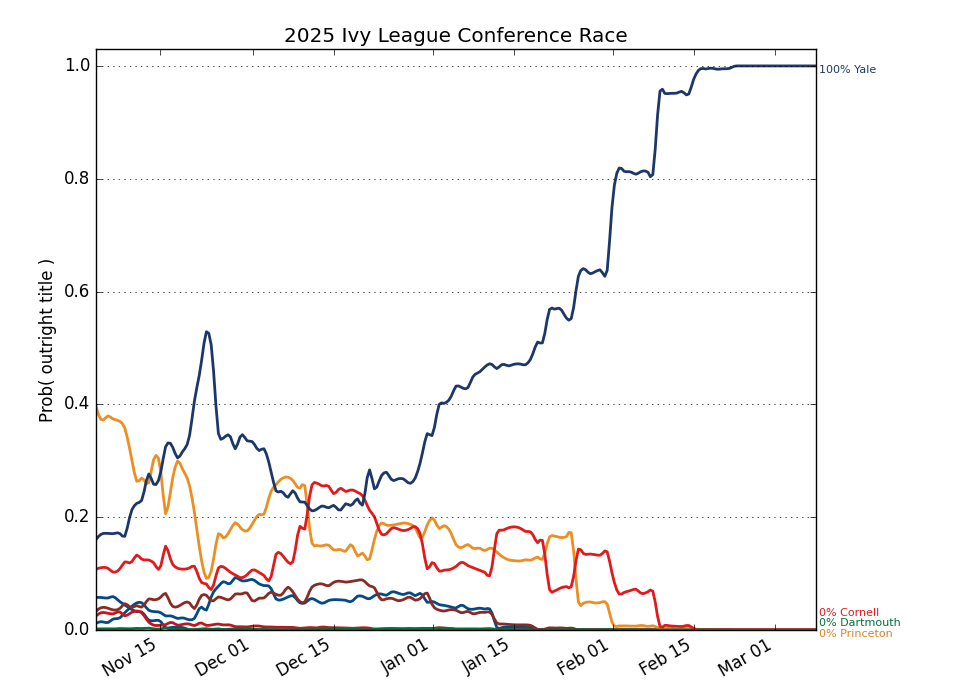 2025 Ivy League Conference Race
Prob( outright title )
1.0
0.8
0.6
0.4
0.2
0.0
Nov 15
Dec 01
Dec 15
Jan 01
Jan 15
Feb 01
Feb 15
Mar 01
100% Yale
0% Cornell
0% Dartmouth
0% Princeton